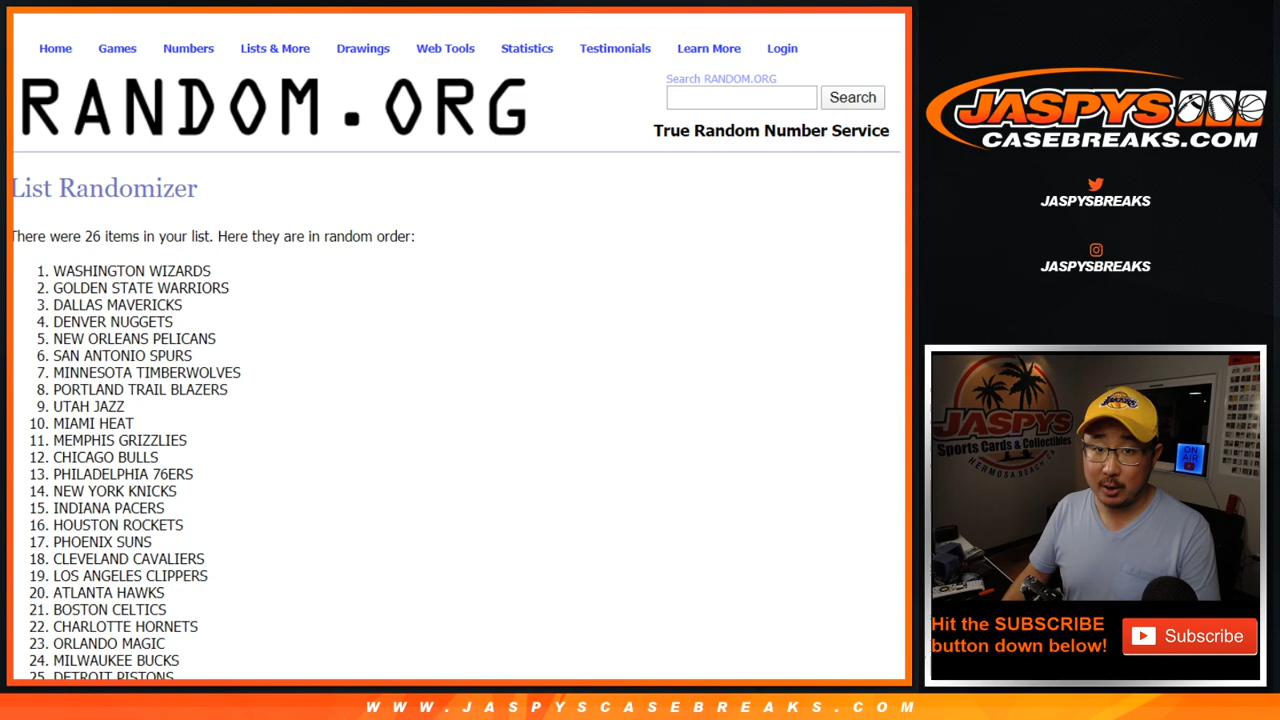 Home Games Numbers Lists & More Drawings Web Tools Statistics Testimonials Learn More Login
RANDOM.ORG
Search RANDOM.ORG
Search
True Random Number Service
List Randomizer
There were 26 items in your list. Here they are in random order:
1. WASHINGTON WIZARDS
2. GOLDEN STATE WARRIORS
3. DALLAS MAVERICKS
4. DENVER NUGGETS
5. NEW ORLEANS PELICANS
6. SAN ANTONIO SPURS
7. MINNESOTA TIMBERWOLVES
8. PORTLAND TRAIL BLAZERS
9. UTAH JAZZ
10. MIAMI HEAT
11. MEMPHIS GRIZZLIES
12. CHICAGO BULLS
13. PHILADELPHIA 76ERS
14. NEW YORK KNICKS
15. INDIANA PACERS
16. HOUSTON ROCKETS
17. PHOENIX SUNS
18. CLEVELAND CAVALIERS
19. LOS ANGELES CLIPPERS
20. ATLANTA HAWKS
21. BOSTON CELTICS
22. CHARLOTTE HORNETS
23. ORLANDO MAGIC
24. MILWAUKEE BUCKS
25. DETROIT PISTONS
JASPYS
CASEBREAKS.COM
JASPYSBREAKS
JASPYSBREAKS
JASPYS
Sports Cards & Collectibles
HERMOSA BEACH, CA
ON AIR
LAKERS
Hit the SUBSCRIBE
button down below!
Subscribe
WWW.JASPYSCASEBREAKS.COM